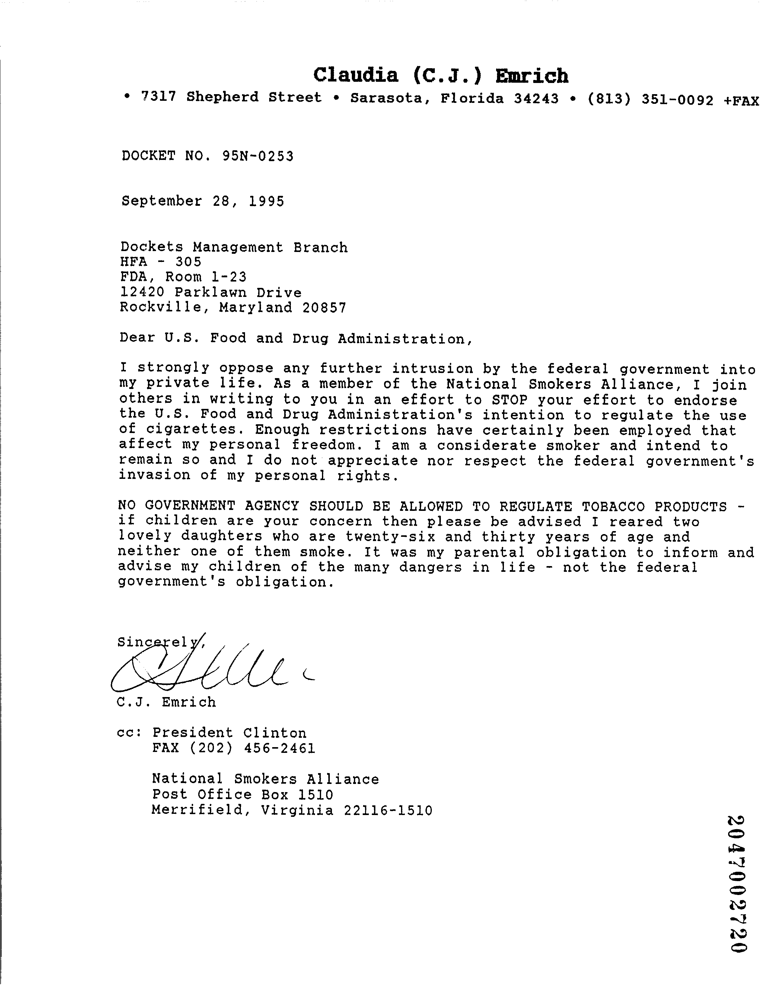 Claudia (C.J.) Emrich
• 7317 Shepherd Street • Sarasota, Florida 34243 • (813) 351-0092 +FAX
DOCKET NO. 95N-0253
September 28, 1995
Dockets Management Branch
HFA - 305
FDA, Room 1-23
12420 Parklawn Drive
Rockville, Maryland 20857
Dear U.S. Food and Drug Administration,
I strongly oppose any further intrusion by the federal government into
my private life. As a member of the National Smokers Alliance, I join
others in writing to you in an effort to STOP your effort to endorse
the U.S. Food and Drug Administration's intention to regulate the use
of cigarettes. Enough restrictions have certainly been employed that
affect my personal freedom. I am a considerate smoker and intend to
remain so and I do not appreciate nor respect the federal government's
invasion of my personal rights.
NO GOVERNMENT AGENCY SHOULD BE ALLOWED TO REGULATE TOBACCO PRODUCTS -
if children are your concern then please be advised I reared two
lovely daughters who are twenty-six and thirty years of age and
neither one of them smoke. It was my parental obligation to inform and
advise my children of the many dangers in life - not the federal
government's obligation.
Sincerely,
C.J. Emrich
cc: President Clinton
FAX (202) 456-2461
National Smokers Alliance
Post Office Box 1510
Merrifield, Virginia 22116-1510
2047002720